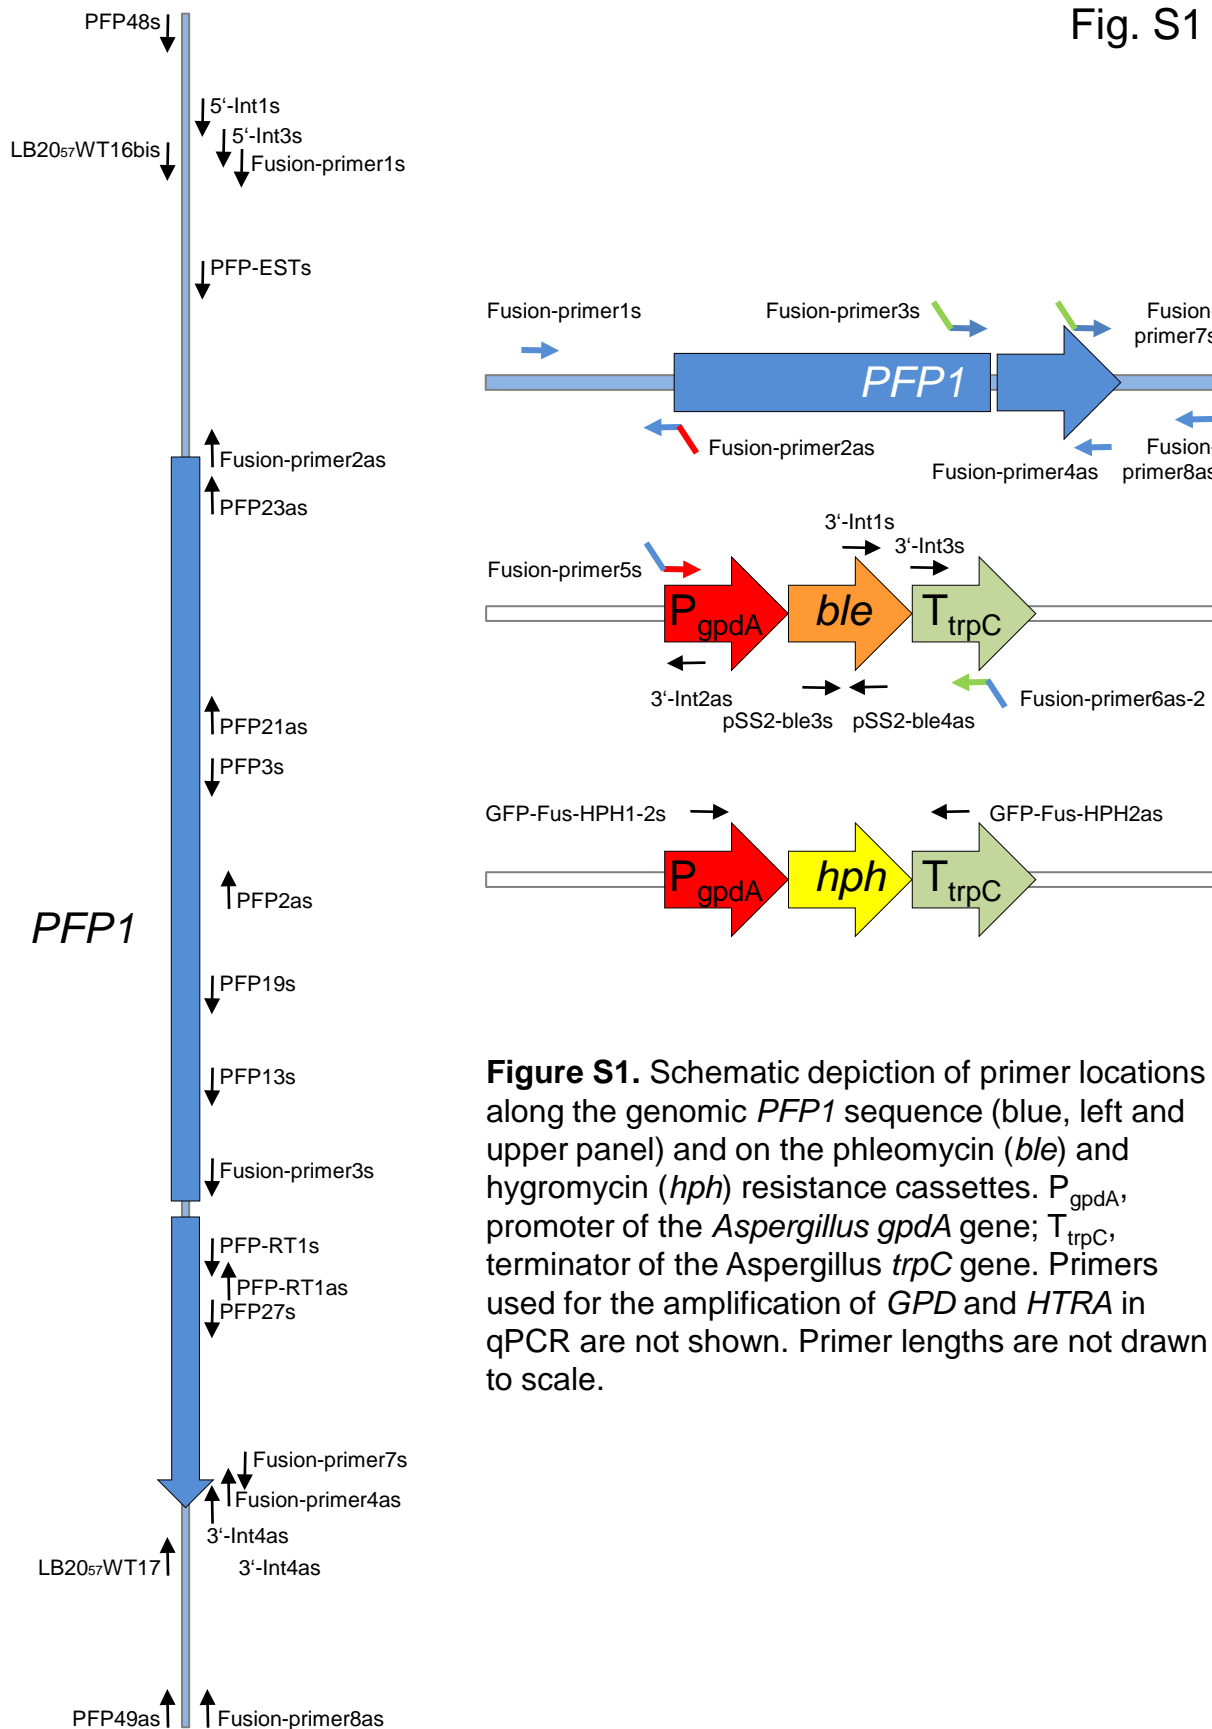 Fig. S1
PFP48s
5‘-Int1s
5‘-Int3s
LB2057WT16bis
Fusion-primer1s
PFP-ESTs
Fusion-primer2as
PFP23as
PFP21as
PFP3s
PFP2as
PFP1
PFP19s
PFP13s
Fusion-primer3s
PFP-RT1s
PFP-RT1as
PFP27s
Fusion-primer7s
Fusion-primer4as
3‘-Int4as
LB2057WT17
3‘-Int4as
PFP49as
Fusion-primer8as
Fusion-primer1s
Fusion-primer3s
Fusion-
primer7s
PFP1
Fusion-primer2as
Fusion-primer4as
Fusion-
primer8as
3‘-Int1s
3‘-Int3s
Fusion-primer5s
PgpdA
ble
TtrpC
3‘-Int2as
pSS2-ble3s
pSS2-ble4as
Fusion-primer6as-2
GFP-Fus-HPH1-2s
GFP-Fus-HPH2as
PgpdA
hph
TtrpC
Figure S1. Schematic depiction of primer locations
along the genomic PFP1 sequence (blue, left and
upper panel) and on the phleomycin (ble) and
hygromycin (hph) resistance cassettes. PgpdA,
promoter of the Aspergillus gpdA gene; TtrpC,
terminator of the Aspergillus trpC gene. Primers
used for the amplification of GPD and HTRA in
qPCR are not shown. Primer lengths are not drawn
to scale.